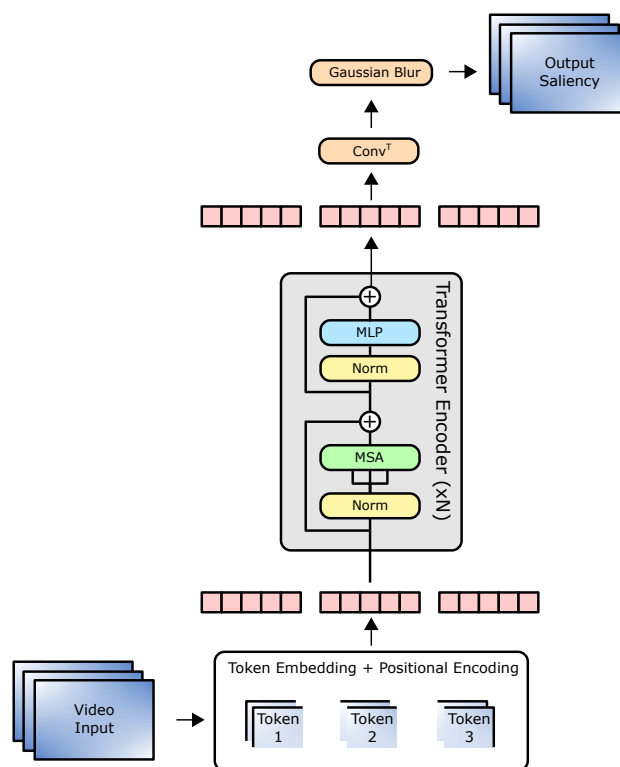 Gaussian Blur
Output
Saliency
Conv^T
MLP
Norm
MSA
Norm
Transformer Encoder (xN)
Token Embedding + Positional Encoding
Video
Input
Token
1
Token
2
Token
3